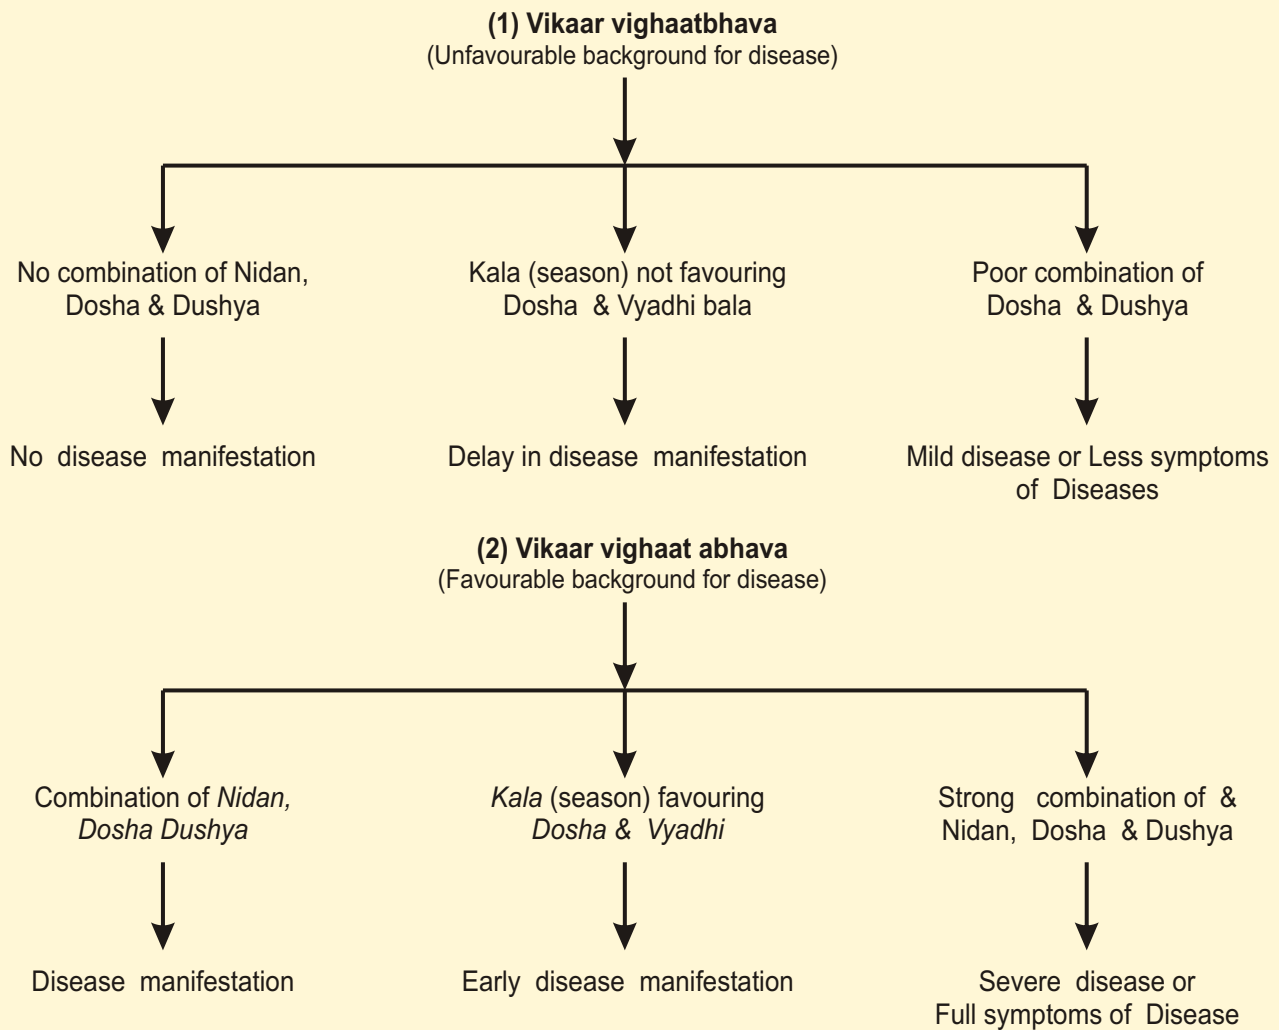 (1) Vikaar vighaatbhava
(Unfavourable background for disease)
No combination of Nidan,
Dosha & Dushya
Kala (season) not favouring
Dosha & Vyadhi bala
Poor combination of
Dosha & Dushya
No disease manifestation
Delay in disease manifestation
Mild disease or Less symptoms
of Diseases
(2) Vikaar vighaat abhava
(Favourable background for disease)
Combination of Nidan,
Dosha Dushya
Kala (season) favouring
Dosha & Vyadhi
Strong combination of &
Nidan, Dosha & Dushya
Disease manifestation
Early disease manifestation
Severe disease or
Full symptoms of Disease